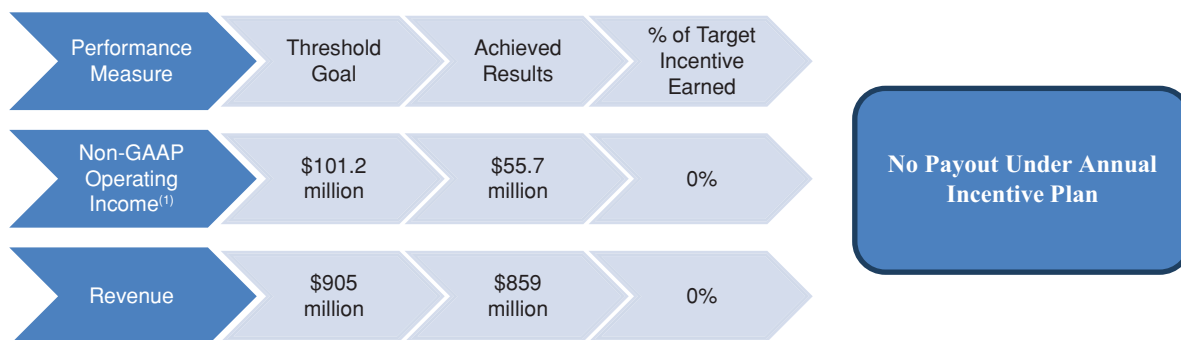 Performance
Measure
Threshold
Goal
Achieved
Results
% of Target
Incentive
Earned
Non-GAAP
Operating
Income(1)
$101.2
million
$55.7
million
0%
Revenue
$905
million
$859
million
0%
No Payout Under Annual
Incentive Plan